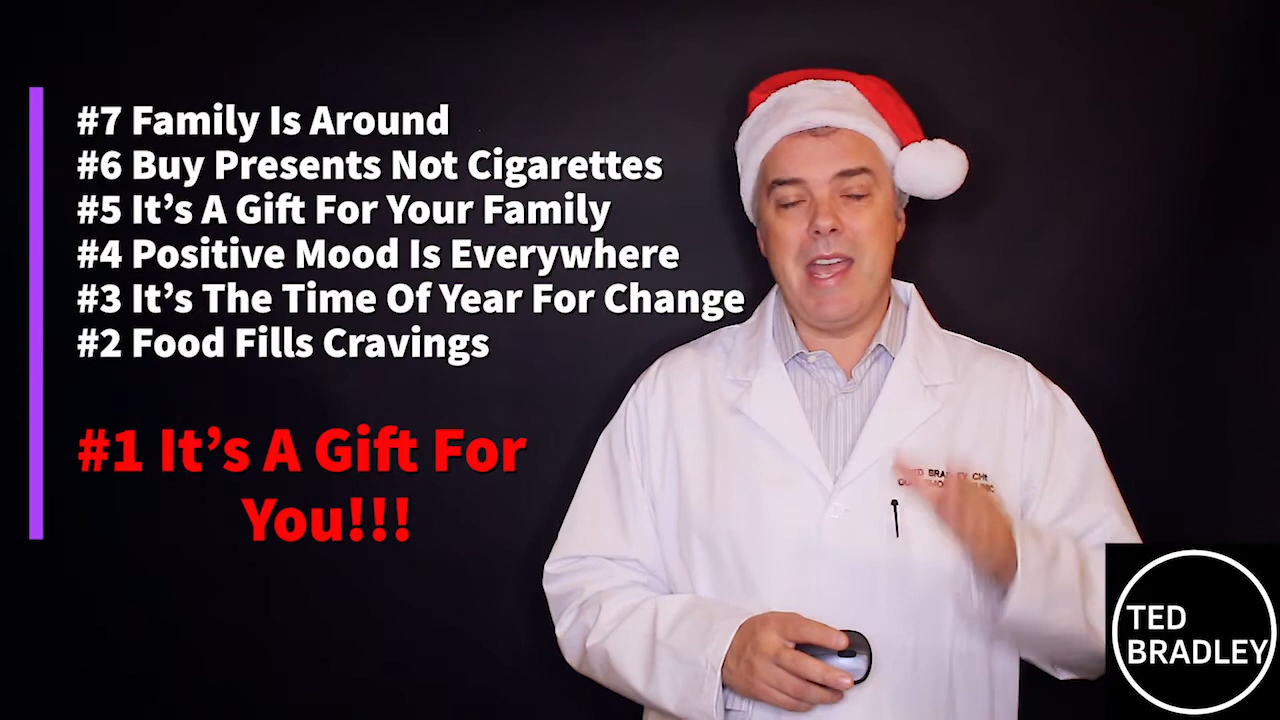 #7 Family Is Around
#6 Buy Presents Not Cigarettes
#5 It's A Gift For Your Family
#4 Positive Mood Is Everywhere
#3 It's The Time Of Year For Change
#2 Food Fills Cravings
#1 It's A Gift For
You!!!
TED
BRADLEY